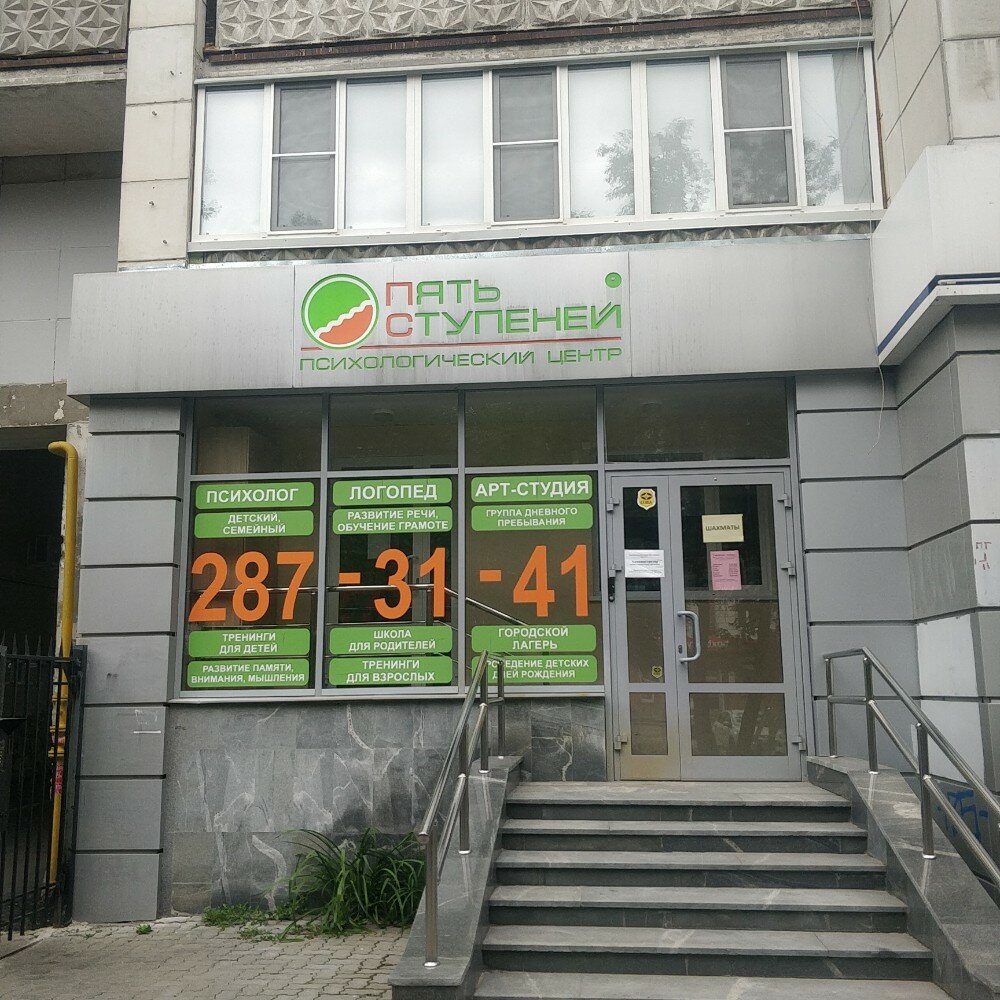 ПЯТЬ
СТУПЕНЕЙ
ПСИХОЛОГИЧЕСКИЙ ЦЕНТР
ПСИХОЛОГ
ДЕТСКИЙ,
СЕМЕЙНЫЙ
ЛОГОПЕД
РАЗВИТИЕ РЕЧИ,
ОБУЧЕНИЕ ГРАМОТЕ
АРТ-СТУДИЯ
ГРУППА ДНЕВНОГО
ПРЕБЫВАНИЯ
287-31-41
ТРЕНИНГИ
ДЛЯ ДЕТЕЙ
РАЗВИТИЕ ПАМЯТИ,
ВНИМАНИЯ, МЫШЛЕНИЯ
ШКОЛА
ДЛЯ РОДИТЕЛЕЙ
ТРЕНИНГИ
ДЛЯ ВЗРОСЛЫХ
ГОРОДСКОЙ
ЛАГЕРЬ
ПРОВЕДЕНИЕ ДЕТСКИХ
ДНЕЙ РОЖДЕНИЯ
ШАХМАТЫ